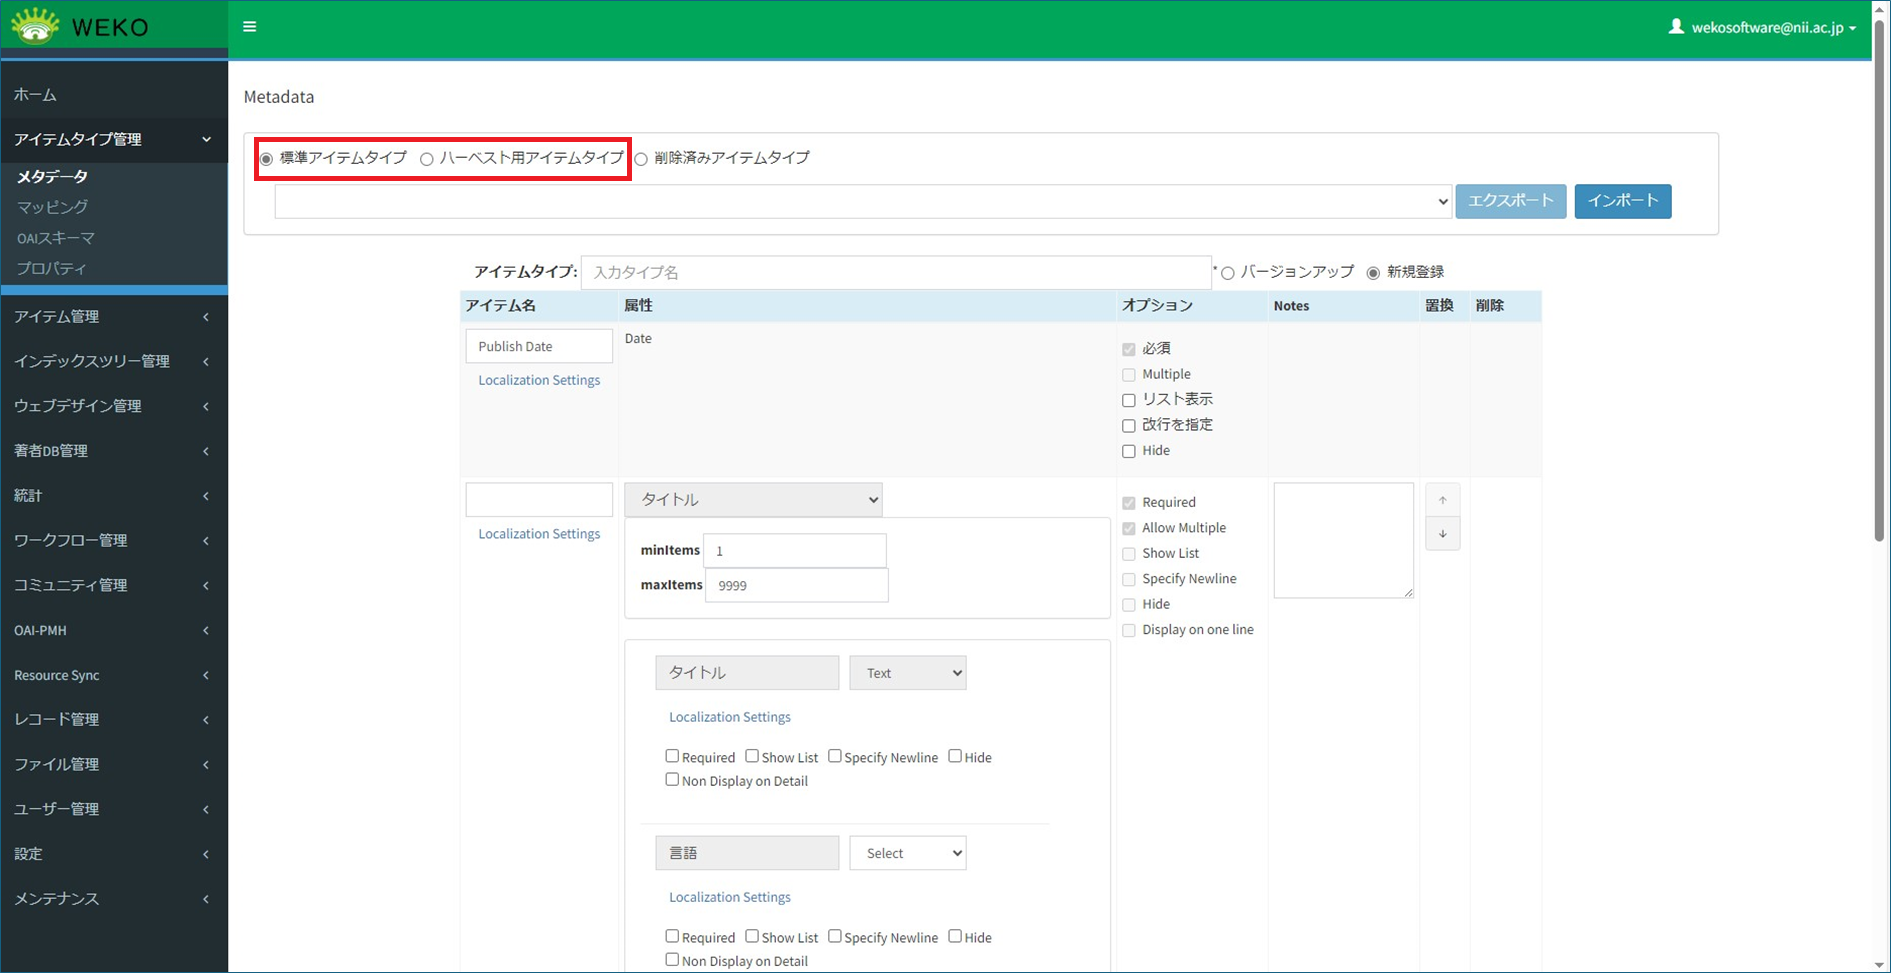 WEKO
wekosoftware@nii.ac.jp
ホーム
アイテムタイプ管理
メタデータ
マッピング
OAIスキーマ
プロパティ
アイテム管理
インデックスツリー管理
ウェブデザイン管理
著者DB管理
統計
ワークフロー管理
コミュニティ管理
OAI-PMH
Resource Sync
レコード管理
ファイル管理
ユーザー管理
設定
メンテナンス
Metadata
標準アイテムタイプ ハーベスト用アイテムタイプ 削除済みアイテムタイプ
エクスポート インポート
アイテムタイプ: 入力タイプ名 * バージョンアップ 新規登録
アイテム名 属性 オプション Notes 置換 削除
Publish Date
Localization Settings
Date
必須
Multiple
リスト表示
改行を指定
Hide
Localization Settings
タイトル
minItems 1
maxItems 9999
Required
Allow Multiple
Show List
Specify Newline
Hide
Display on one line
↑
↓
タイトル Text
Localization Settings
Required Show List Specify Newline Hide
Non Display on Detail
言語 Select
Localization Settings
Required Show List Specify Newline Hide
Non Display on Detail